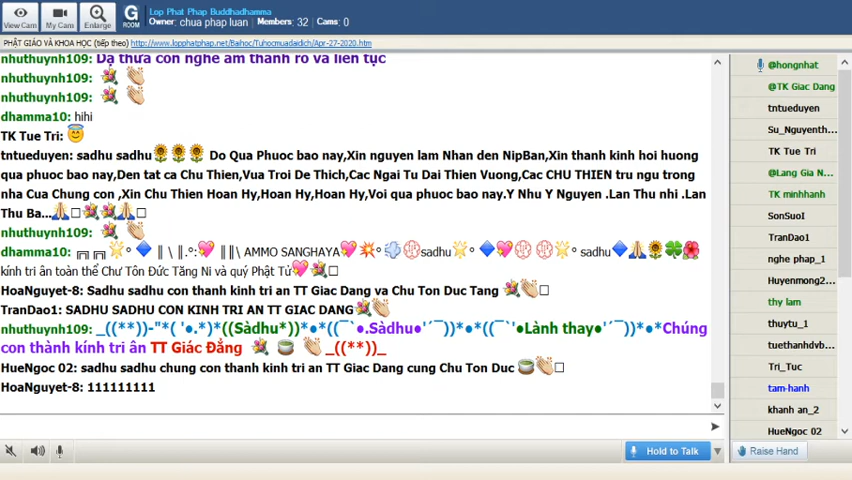 View Cam
My Cam
Enlarge
G
ROOM
Lop Phat Phap Buddhadhamma
Owner: chua phap luan Members: 32 Cams: 0
PHẬT GIÁO VÀ KHOA HỌC (tiếp theo) http://www.lopphatphap.net/Baihoc/Tuhocmuadaidich/Apr-27-2020.htm
nhuthuynh109: Dạ thưa con nghe âm thanh rõ và liên tục
nhuthuynh109:
nhuthuynh109:
dhamma10: hihi
TK Tue Tri:
tntueduyen: sadhu sadhu Do Qua Phuoc bao nay,Xin nguyen lam Nhan den NipBan,Xin thanh kinh hoi huong
qua phuoc bao nay,Den tat ca Chu Thien,Vua Troi De Thich,Cac Ngai Tu Dai Thien Vuong,Cac CHU THIEN tru ngu trong
nha Cua Chung con ,Xin Chu Thien Hoan Hy,Hoan Hy,Hoan Hy,Voi qua phuoc bao nay.Y Nhu Y Nguyen .Lan Thu nhi .Lan
Thu Ba...
nhuthuynh109:
dhamma10: AMMO SANGHAYA sadhu sadhu
kính tri ân toàn thể Chư Tôn Đức Tăng Ni và quý Phật Tử
HoaNguyet-8: Sadhu sadhu con thanh kinh tri an TT Giac Dang va Chu Ton Duc Tang
TranDao1: SADHU SADHU CON KINH TRI AN TT GIAC DANG
nhuthuynh109: _((**))-"*( '●.*)*((Sàdhu*))*●*((¯`●.Sàdhu●'´¯))*●*((¯`'●Lành thay●'´¯))*●*Chúng
con thành kính tri ân TT Giác Đẳng _((**))_
HueNgoc 02: sadhu sadhu chung con thanh kinh tri an TT Giac Dang cung Chu Ton Duc
HoaNguyet-8: 111111111
@hongnhat
@TK Giac Dang
tntueduyen
Su_Nguyenth...
TK Tue Tri
@Lang Gia N...
TK minhhanh
SonSuoI
TranDao1
nghe phap_1
Huyenmong2...
thy lam
thuytu_1
tuethanhdvb...
Tri_Tuc
tam-hanh
khanh an_2
HueNgoc 02
Hold to Talk
Raise Hand